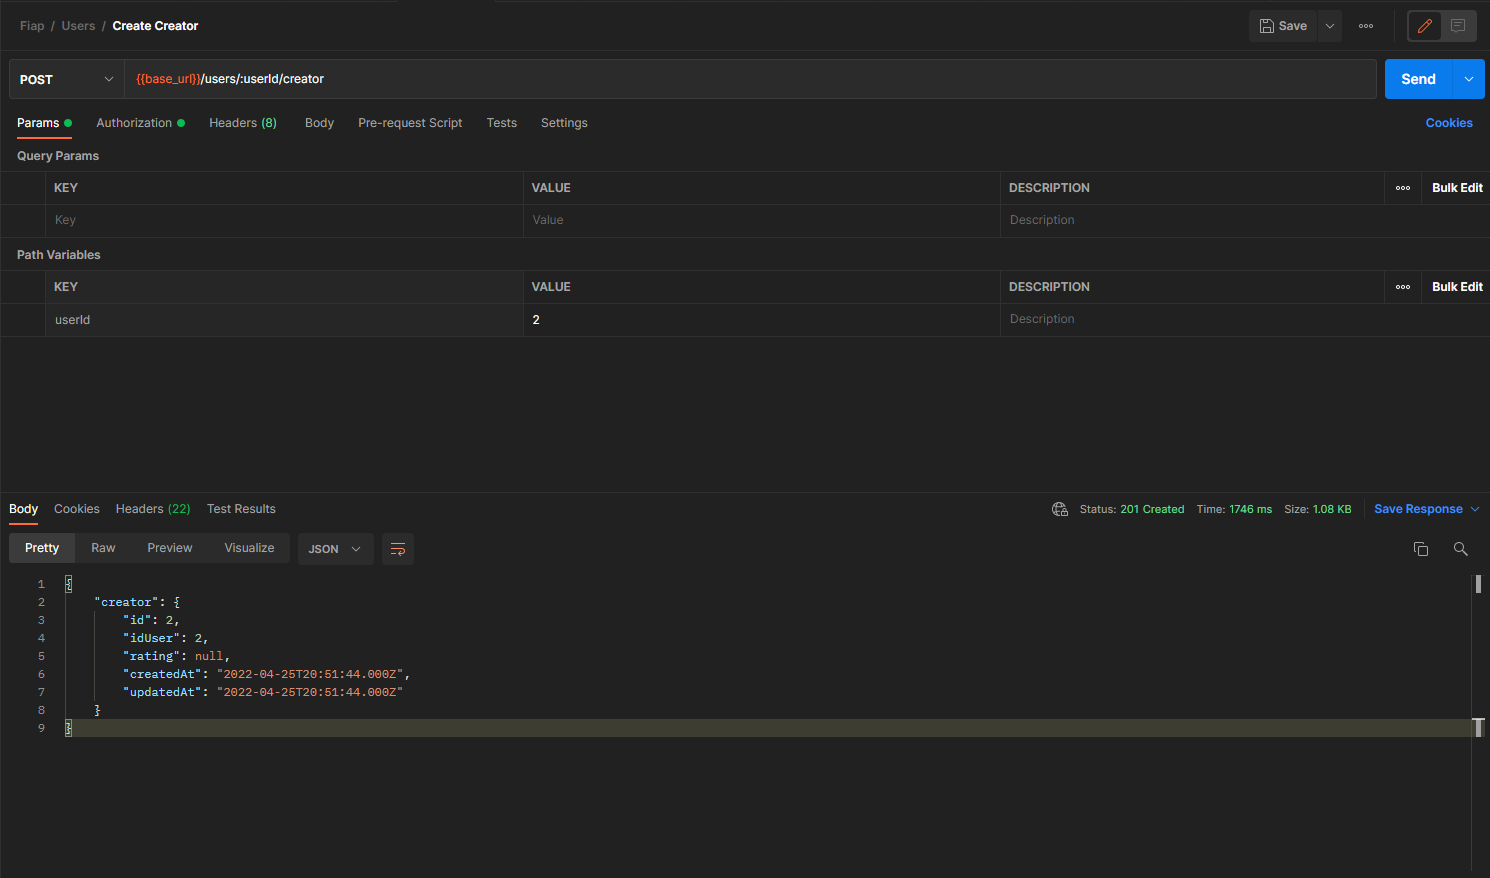 Fiap / Users / Create Creator
Save
POST
{{base_url}}/users/:userId/creator
Send
Params
Authorization
Headers (8)
Body
Pre-request Script
Tests
Settings
Cookies
Query Params
KEY VALUE DESCRIPTION Bulk Edit
Key Value Description
Path Variables
KEY VALUE DESCRIPTION Bulk Edit
userId 2 Description
Body Cookies Headers (22) Test Results
Status: 201 Created Time: 1746 ms Size: 1.08 KB Save Response
Pretty Raw Preview Visualize JSON
1 {
2 "creator": {
3 "id": 2,
4 "idUser": 2,
5 "rating": null,
6 "createdAt": "2022-04-25T20:51:44.000Z",
7 "updatedAt": "2022-04-25T20:51:44.000Z"
8 }
9 }